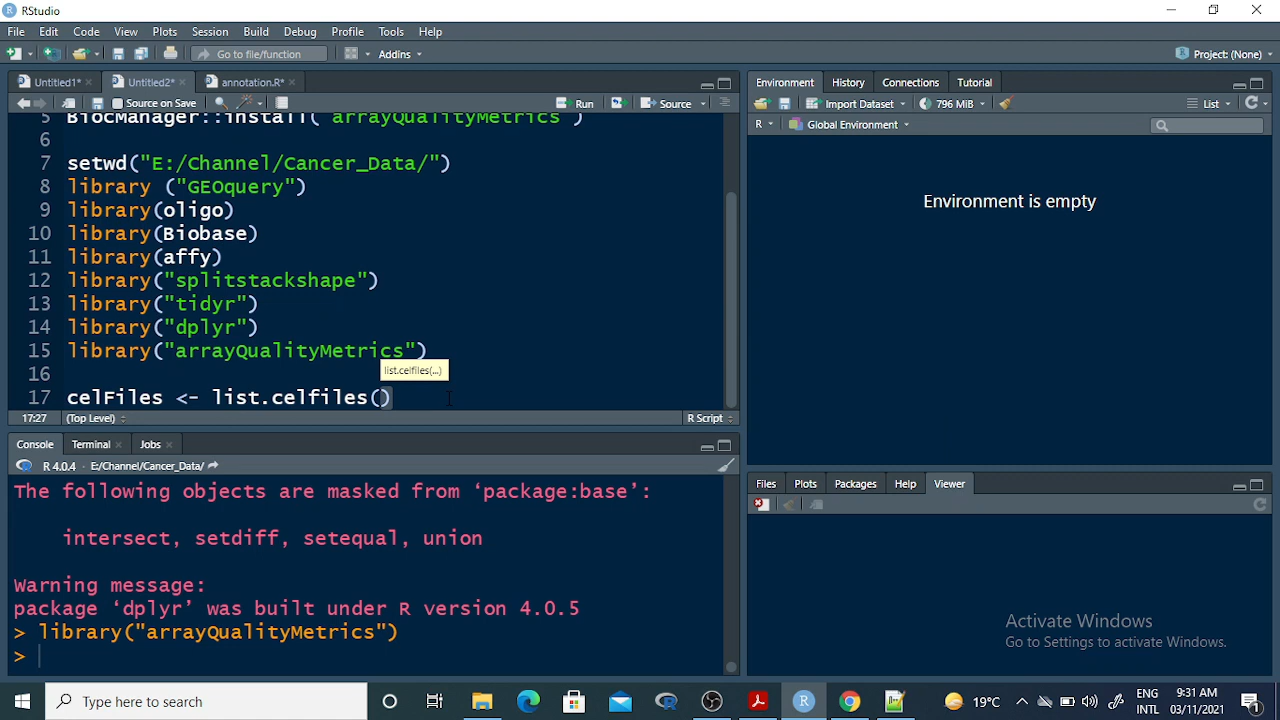 RStudio
File Edit Code View Plots Session Build Debug Profile Tools Help
Go to file/function Addins Project: (None)
Untitled1* Untitled2* annotation.R*
Source on Save Run Source
5 BiocManager::install("arrayQualityMetrics")
6
7 setwd("E:/Channel/Cancer_Data/")
8 library ("GEOquery")
9 library(oligo)
10 library(Biobase)
11 library(affy)
12 library("splitstackshape")
13 library("tidyr")
14 library("dplyr")
15 library("arrayQualityMetrics")
list.celfiles(...)
16
17 celFiles <- list.celfiles()
17:27 (Top Level) R Script
Console Terminal Jobs
R 4.0.4 · E:/Channel/Cancer_Data/
The following objects are masked from ‘package:base’:
intersect, setdiff, setequal, union
Warning message:
package ‘dplyr’ was built under R version 4.0.5
> library("arrayQualityMetrics")
>
Environment History Connections Tutorial
Import Dataset 796 MiB List
R Global Environment
Environment is empty
Files Plots Packages Help Viewer
Activate Windows
Go to Settings to activate Windows.
Type here to search
19°C
ENG
INTL
9:31 AM
03/11/2021
1